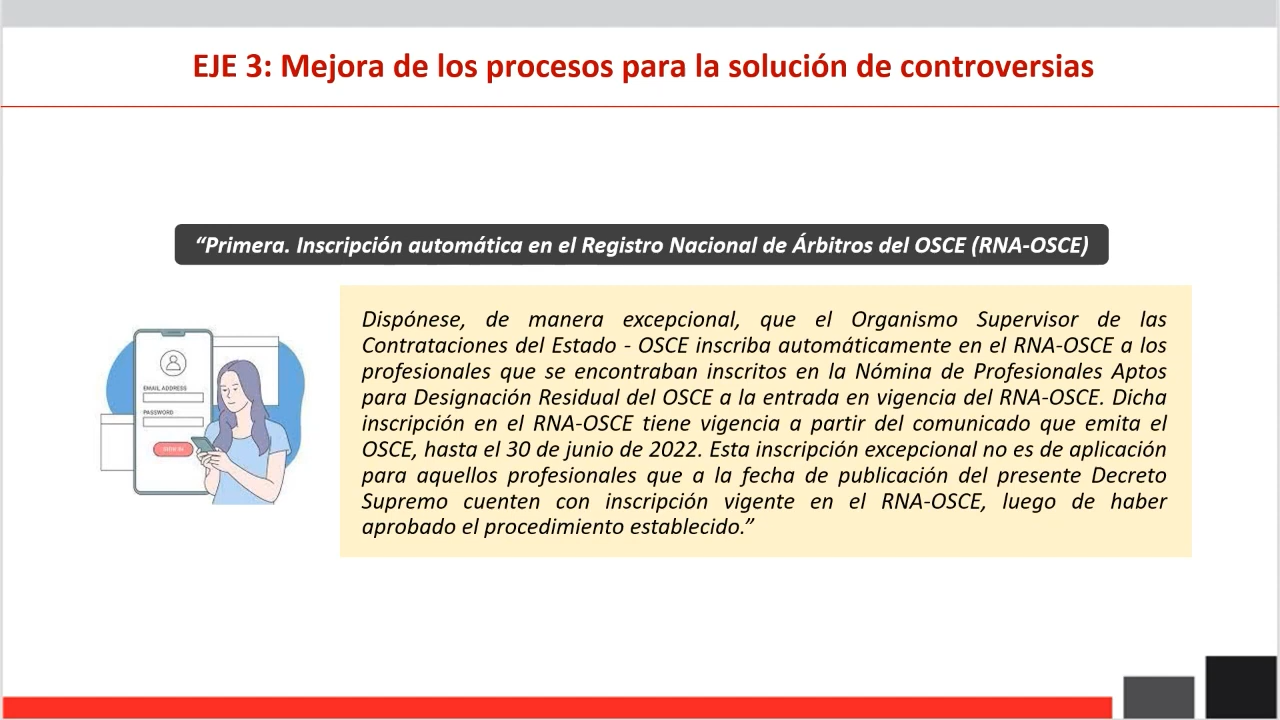 EJE 3: Mejora de los procesos para la solución de controversias
“Primera. Inscripción automática en el Registro Nacional de Árbitros del OSCE (RNA-OSCE)
Dispónese, de manera excepcional, que el Organismo Supervisor de las
Contrataciones del Estado - OSCE inscriba automáticamente en el RNA-OSCE a los
profesionales que se encontraban inscritos en la Nómina de Profesionales Aptos
para Designación Residual del OSCE a la entrada en vigencia del RNA-OSCE. Dicha
inscripción en el RNA-OSCE tiene vigencia a partir del comunicado que emita el
OSCE, hasta el 30 de junio de 2022. Esta inscripción excepcional no es de aplicación
para aquellos profesionales que a la fecha de publicación del presente Decreto
Supremo cuenten con inscripción vigente en el RNA-OSCE, luego de haber
aprobado el procedimiento establecido.”
EMAIL ADDRESS
PASSWORD
SIGN IN